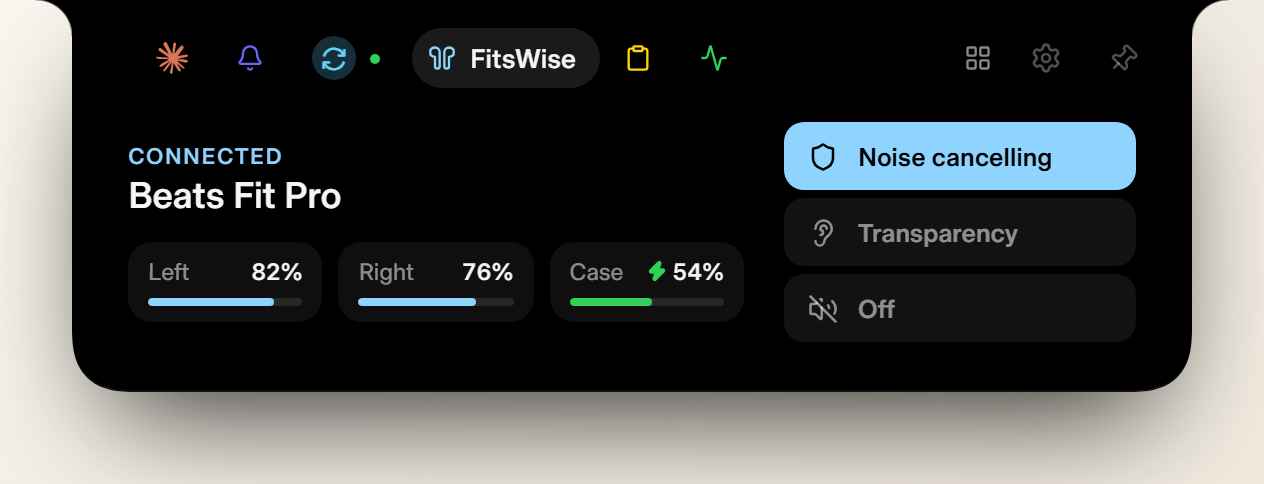 FitsWise
CONNECTED
Beats Fit Pro
Left 82%
Right 76%
Case 54%
Noise cancelling
Transparency
Off